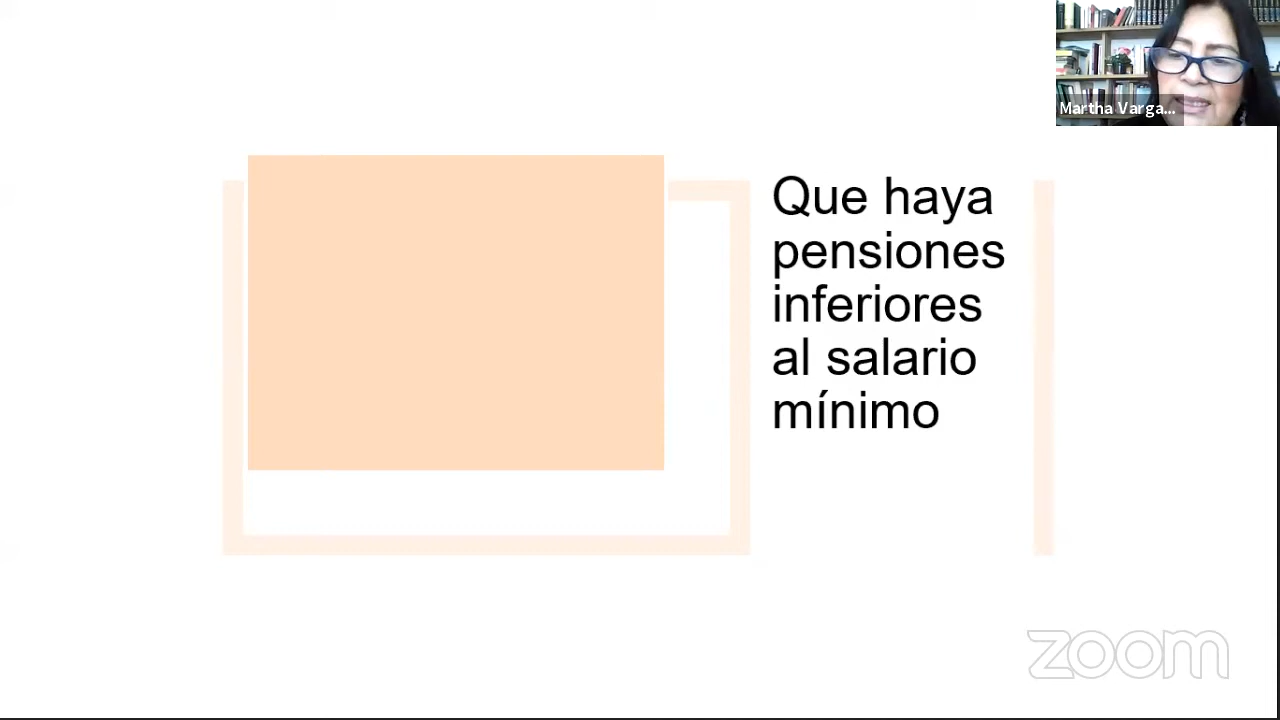 Martha Varga...
Que haya
pensiones
inferiores
al salario
mínimo
zoom